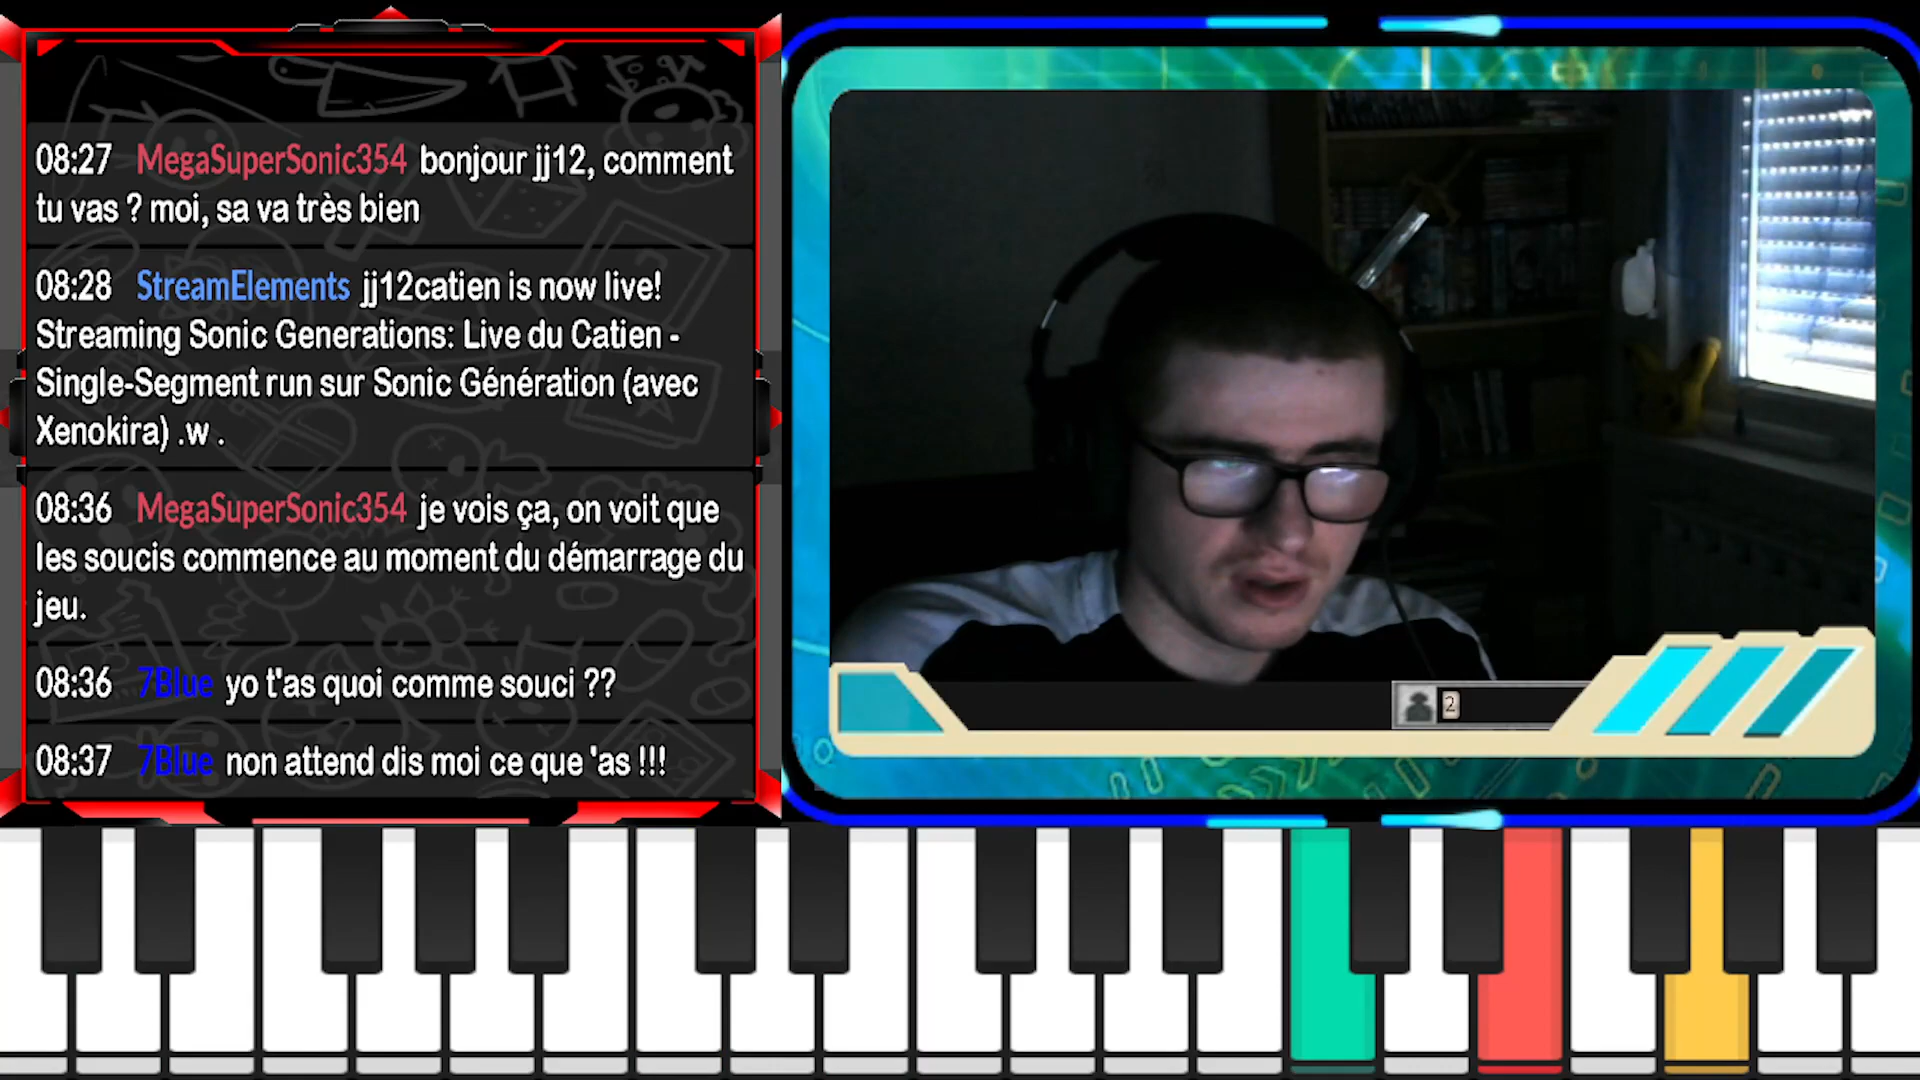 08:27 MegaSuperSonic354 bonjour jj12, comment
tu vas ? moi, sa va très bien
08:28 StreamElements jj12catien is now live!
Streaming Sonic Generations: Live du Catien -
Single-Segment run sur Sonic Génération (avec
Xenokira) .w .
08:36 MegaSuperSonic354 je vois ça, on voit que
les soucis commence au moment du démarrage du
jeu.
08:36 7Blue yo t'as quoi comme souci ??
08:37 7Blue non attend dis moi ce que 'as !!!
2